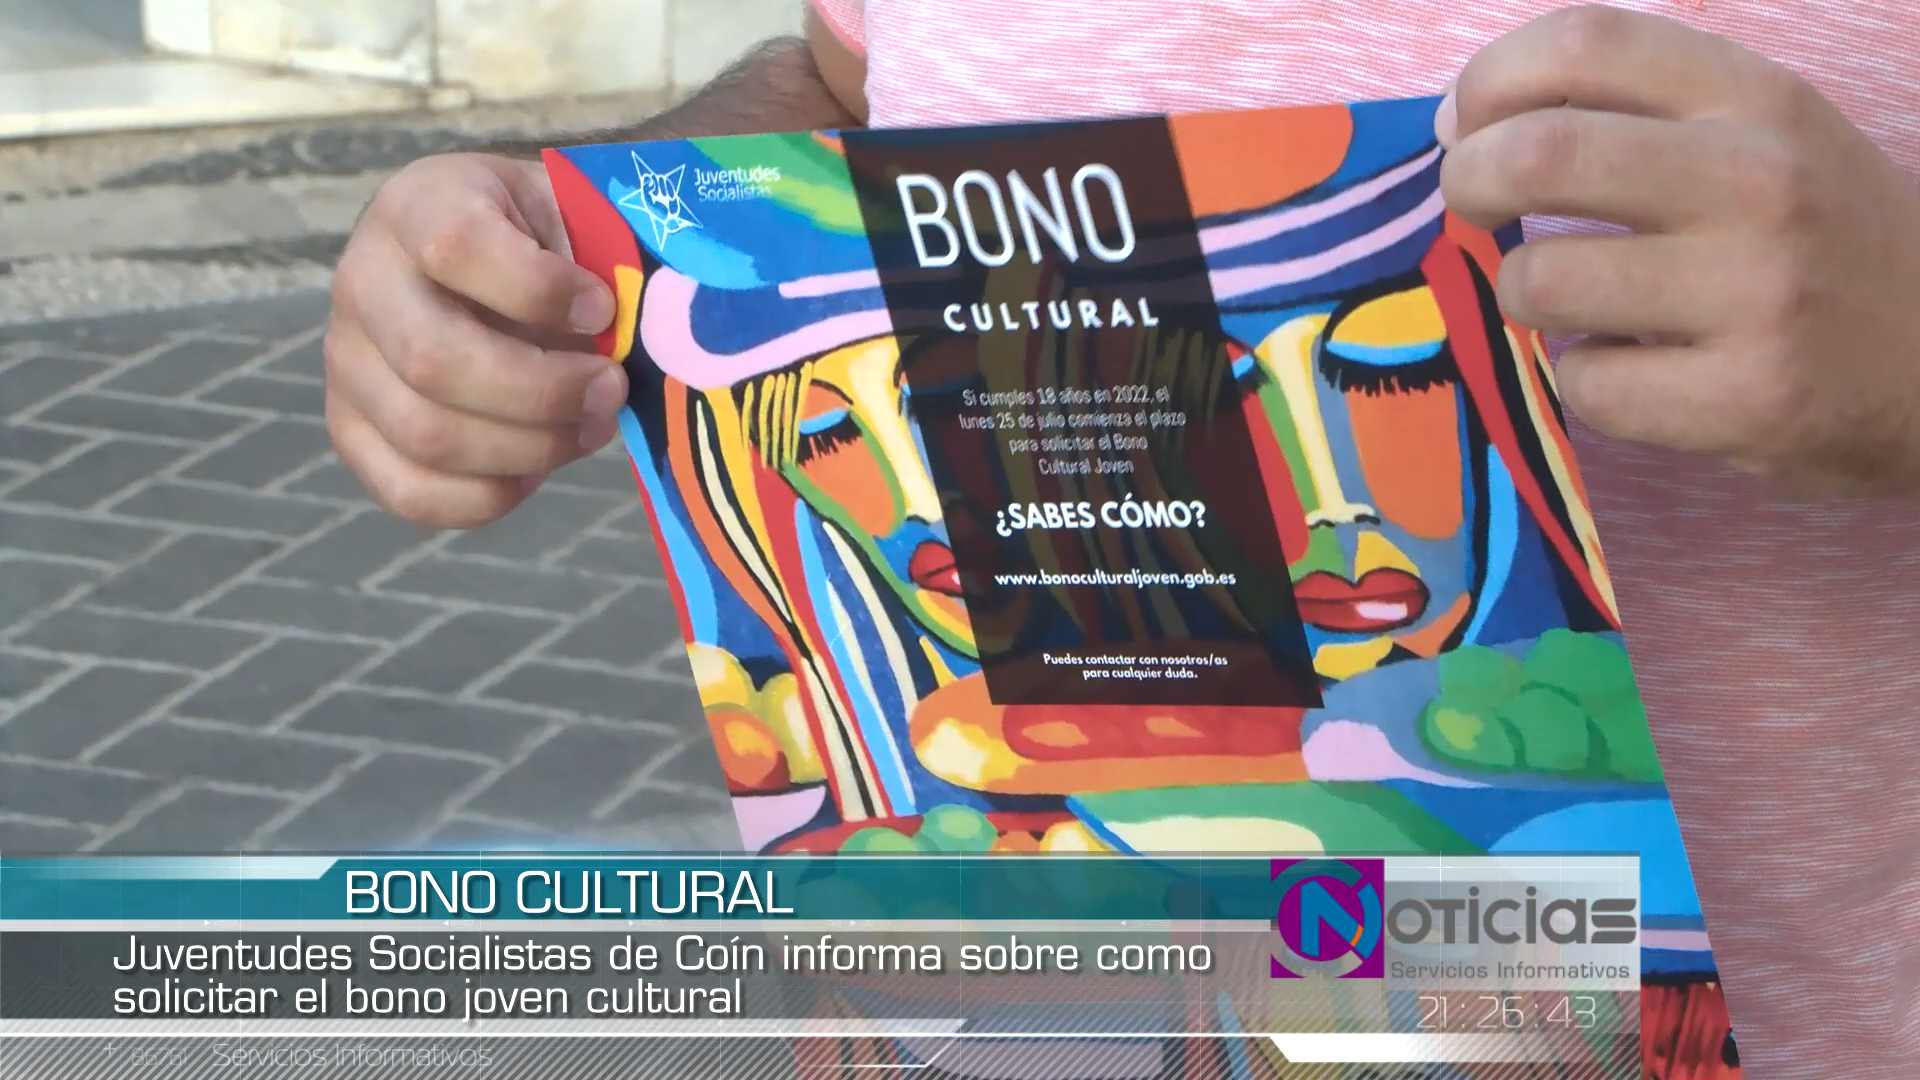 Juventudes
Socialistas
BONO
CULTURAL
Si cumples 18 años en 2022, el
lunes 25 de julio comienza el plazo
para solicitar el Bono
Cultural Joven
¿SABES CÓMO?
www.bonoculturaljoven.gob.es
Puedes contactar con nosotros/as
para cualquier duda.
BONO CULTURAL
Juventudes Socialistas de Coín informa sobre como
solicitar el bono joven cultural
Noticias
Servicios Informativos
21:26:43
Servicios Informativos